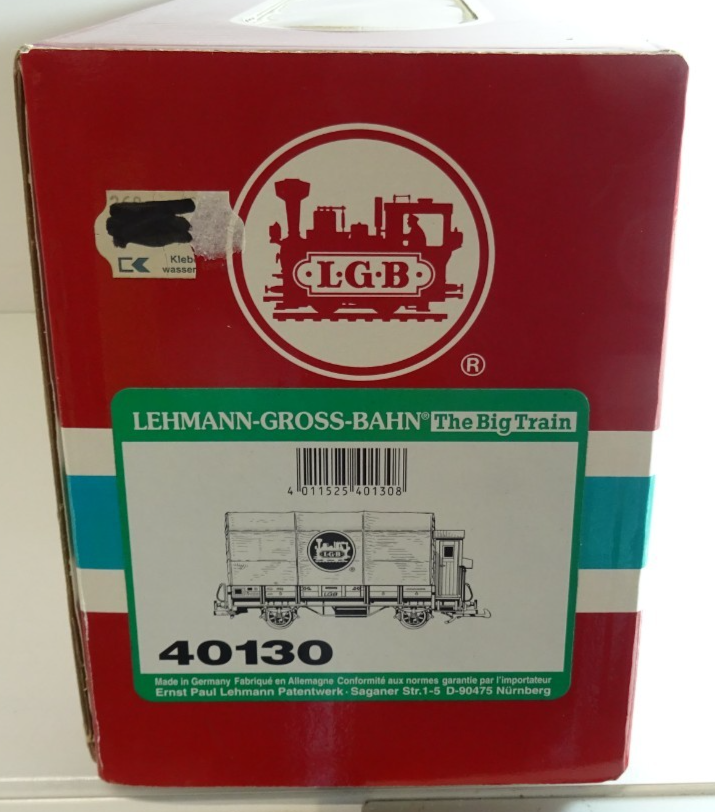 L·G·B
®
Kleb
wasser
LEHMANN-GROSS-BAHN® The Big Train
4 011525 401308
LGB
®
LGB
40130
Made in Germany Fabriqué en Allemagne Conformité aux normes garantie par l'importateur
Ernst Paul Lehmann Patentwerk · Saganer Str. 1-5 D-90475 Nürnberg